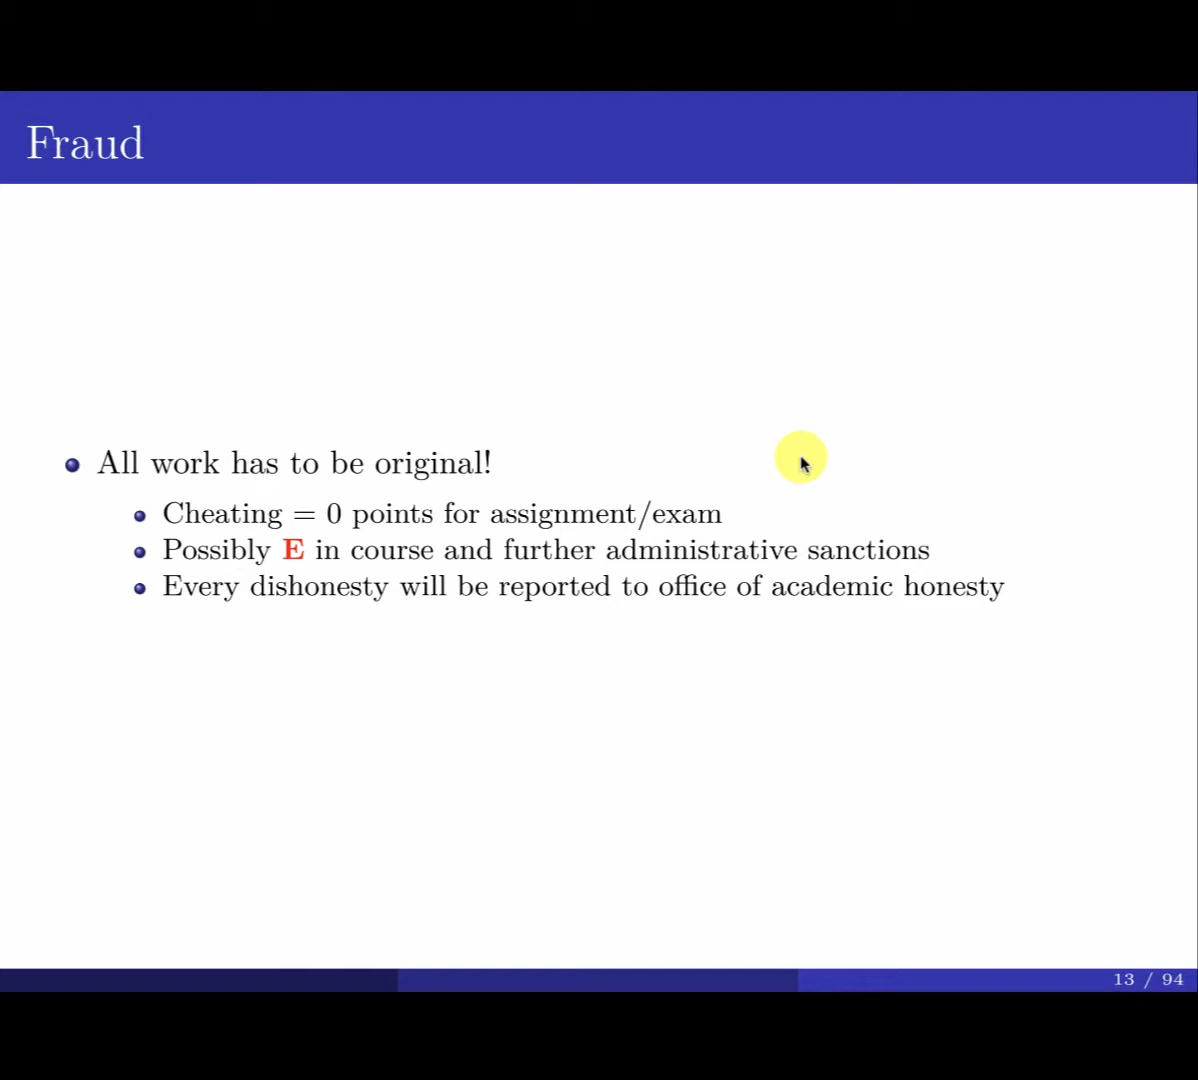 Fraud
All work has to be original!
Cheating = 0 points for assignment/exam
Possibly E in course and further administrative sanctions
Every dishonesty will be reported to office of academic honesty
13 / 94